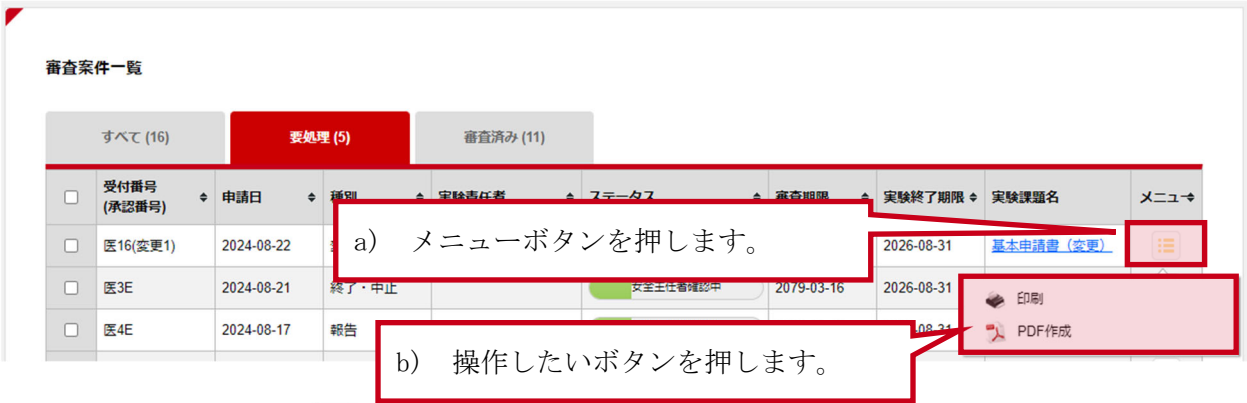 審査案件一覧
すべて (16) 要処理 (5) 審査済み (11)
受付番号
(承認番号) 申請日 種別 実験責任者 ステータス 審査期限 実験終了期限 実験課題名 メニュー
医16(変更1) 2024-08-22 2026-08-31 基本申請書（変更）
a) メニューボタンを押します。
医3E 2024-08-21 終了・中止 安全主任者確認中 2079-03-16 2026-08-31
印刷
医4E 2024-08-17 報告
PDF作成
b) 操作したいボタンを押します。